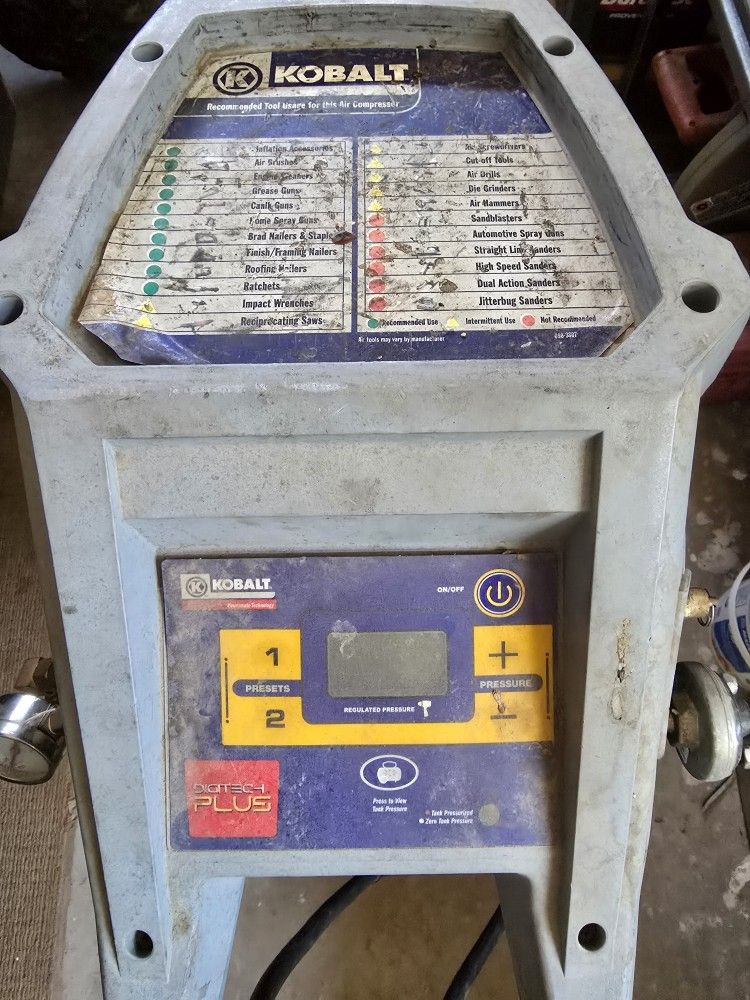 K KOBALT
Recommended Tool Usage for this Air Compressor
Inflation Accessories
Air Brushes
Engine Cleaners
Grease Guns
Caulk Guns
Home Spray Guns
Brad Nailers & Staple
Finish/Framing Nailers
Roofing Nailers
Ratchets
Impact Wrenches
Reciprocating Saws
Air Screwdrivers
Cut-off Tools
Air Drills
Die Grinders
Air Hammers
Sandblasters
Automotive Spray Guns
Straight Line Sanders
High Speed Sanders
Dual Action Sanders
Jitterbug Sanders
Recommended Use Intermittent Use Not Recommended
Air tools may vary by manufacturer
K KOBALT
ON/OFF
1
PRESETS
2
REGULATED PRESSURE
+
PRESSURE
–
DIGITECH
PLUS
Press to View
Tank Pressure
Tank Pressurized
Zero Tank Pressure